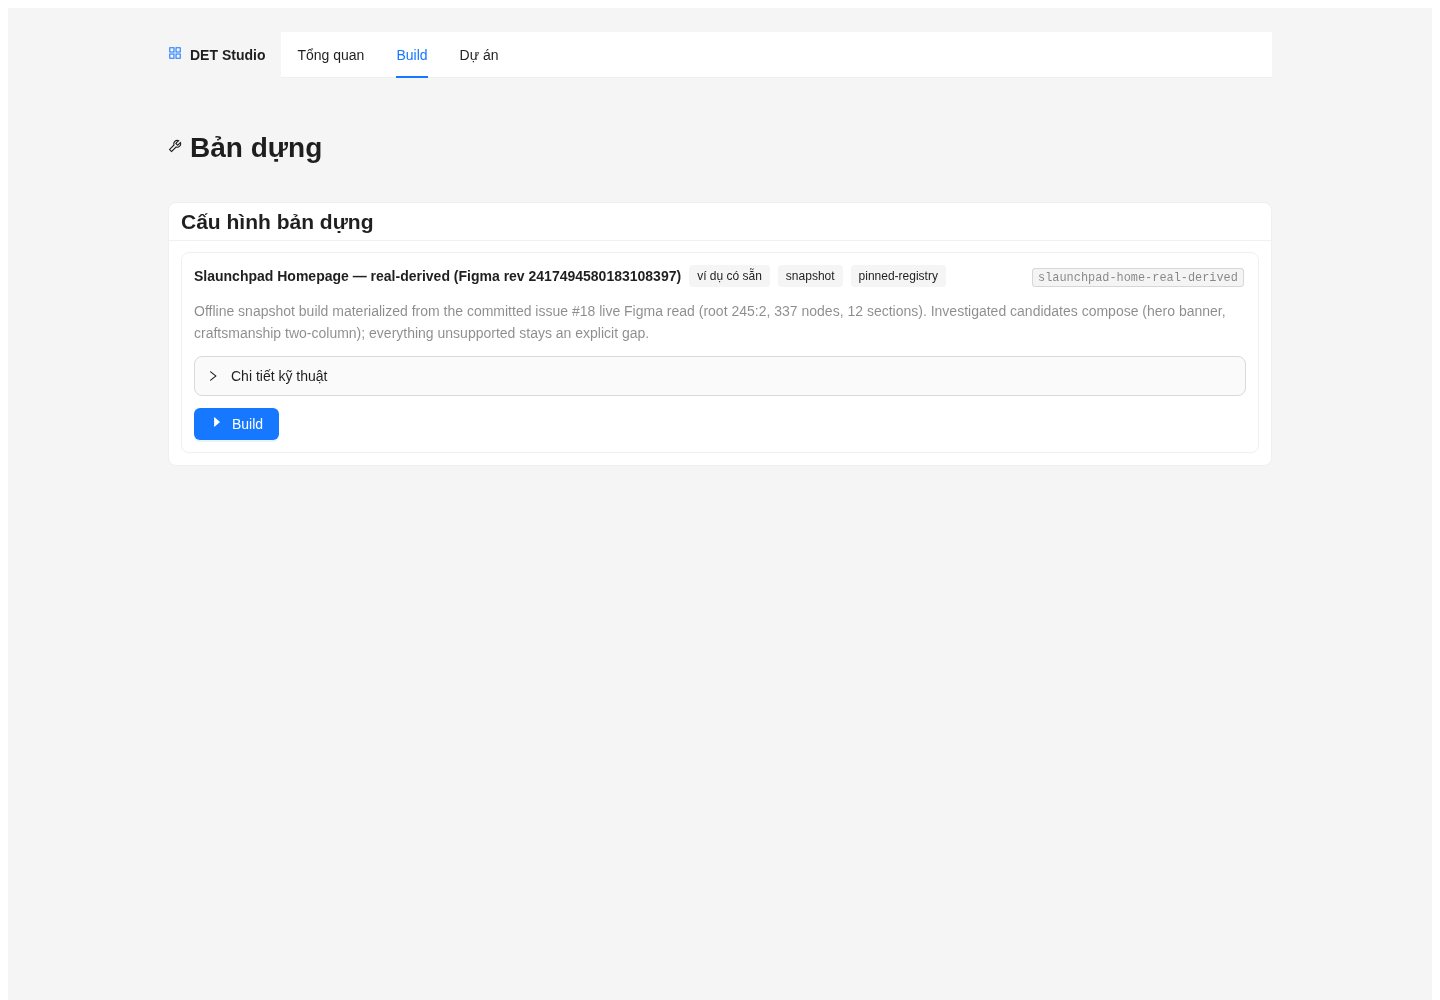 DET Studio
Tổng quan
Build
Dự án
Bản dựng
Cấu hình bản dựng
Slaunchpad Homepage — real-derived (Figma rev 2417494580183108397)
ví dụ có sẵn
snapshot
pinned-registry
slaunchpad-home-real-derived
Offline snapshot build materialized from the committed issue #18 live Figma read (root 245:2, 337 nodes, 12 sections). Investigated candidates compose (hero banner,
craftsmanship two-column); everything unsupported stays an explicit gap.
Chi tiết kỹ thuật
Build